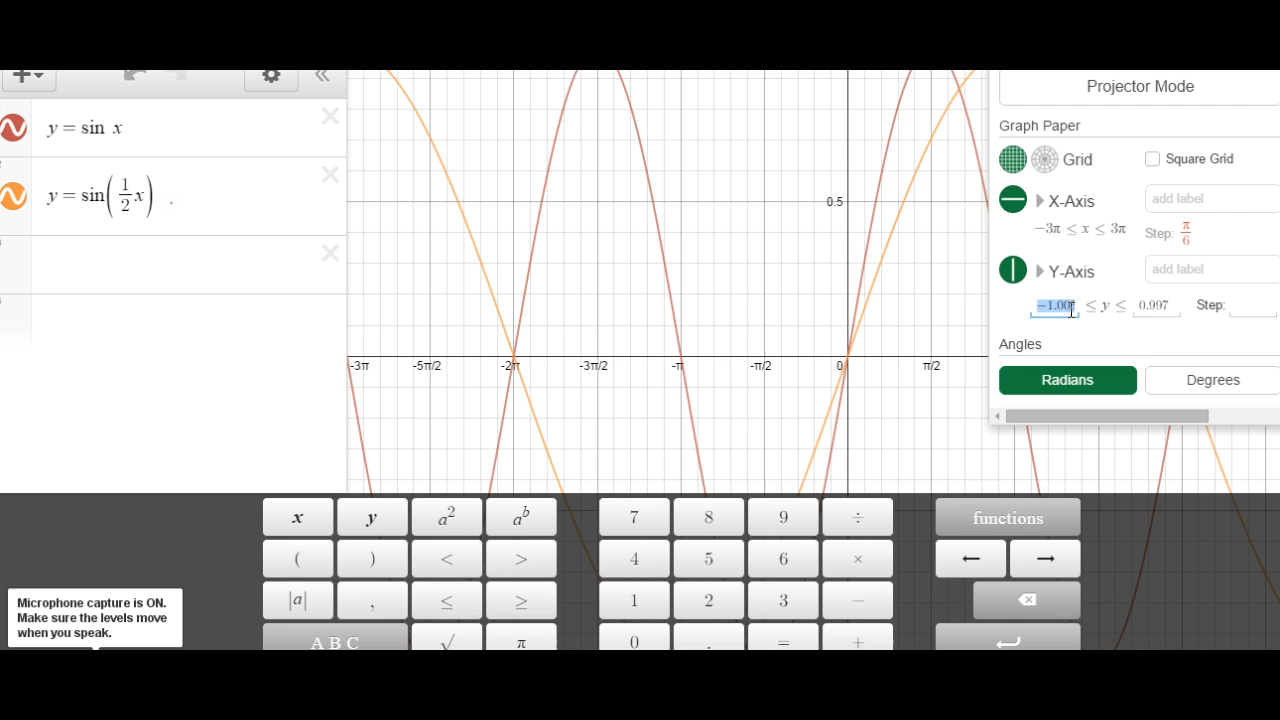 Projector Mode
Graph Paper
Grid
Square Grid
X-Axis
add label
−3π ≤ x ≤ 3π
Step: π/6
Y-Axis
add label
≤ y ≤ 0.997
Step:
Angles
Radians
Degrees
2
y = sin x
y = sin(1/2 x) .
0.5
-3π
-5π/2
-2π
-3π/2
-π
-π/2
0
π/2
x y a² aᵇ
7 8 9 ÷
functions
( ) < >
4 5 6 ×
← →
|a| , ≤ ≥
1 2 3 −
A B C √ π
0 . = +
Microphone capture is ON.
Make sure the levels move
when you speak.